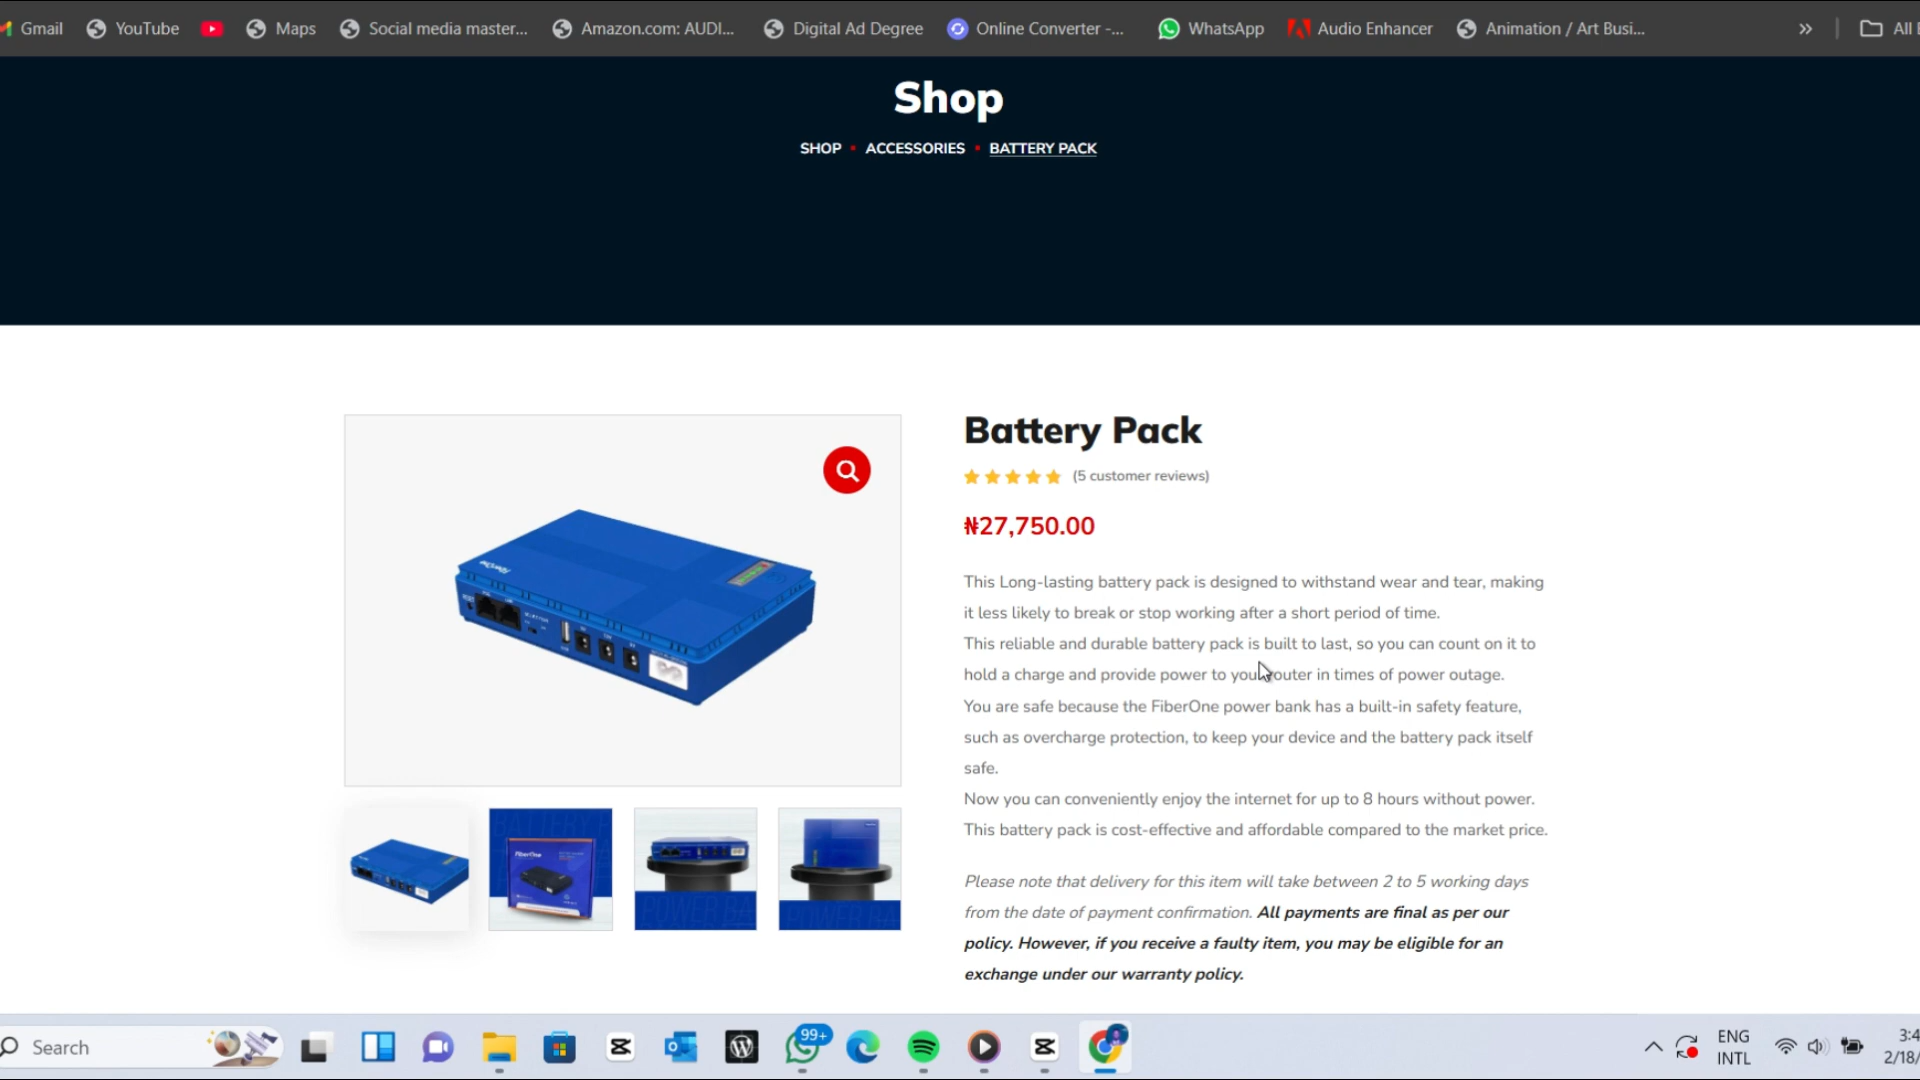 Gmail YouTube Maps Social media master... Amazon.com: AUDI... Digital Ad Degree Online Converter -... WhatsApp Audio Enhancer Animation / Art Busi... » All
Shop
SHOP ACCESSORIES BATTERY PACK
Battery Pack
(5 customer reviews)
₦27,750.00
This Long-lasting battery pack is designed to withstand wear and tear, making
it less likely to break or stop working after a short period of time.
This reliable and durable battery pack is built to last, so you can count on it to
hold a charge and provide power to your router in times of power outage.
You are safe because the FiberOne power bank has a built-in safety feature,
such as overcharge protection, to keep your device and the battery pack itself
safe.
Now you can conveniently enjoy the internet for up to 8 hours without power.
This battery pack is cost-effective and affordable compared to the market price.
Please note that delivery for this item will take between 2 to 5 working days
from the date of payment confirmation. All payments are final as per our
policy. However, if you receive a faulty item, you may be eligible for an
exchange under our warranty policy.
FiberOne
FiberOne
Search
99+
ENG
INTL
3:4
2/18/